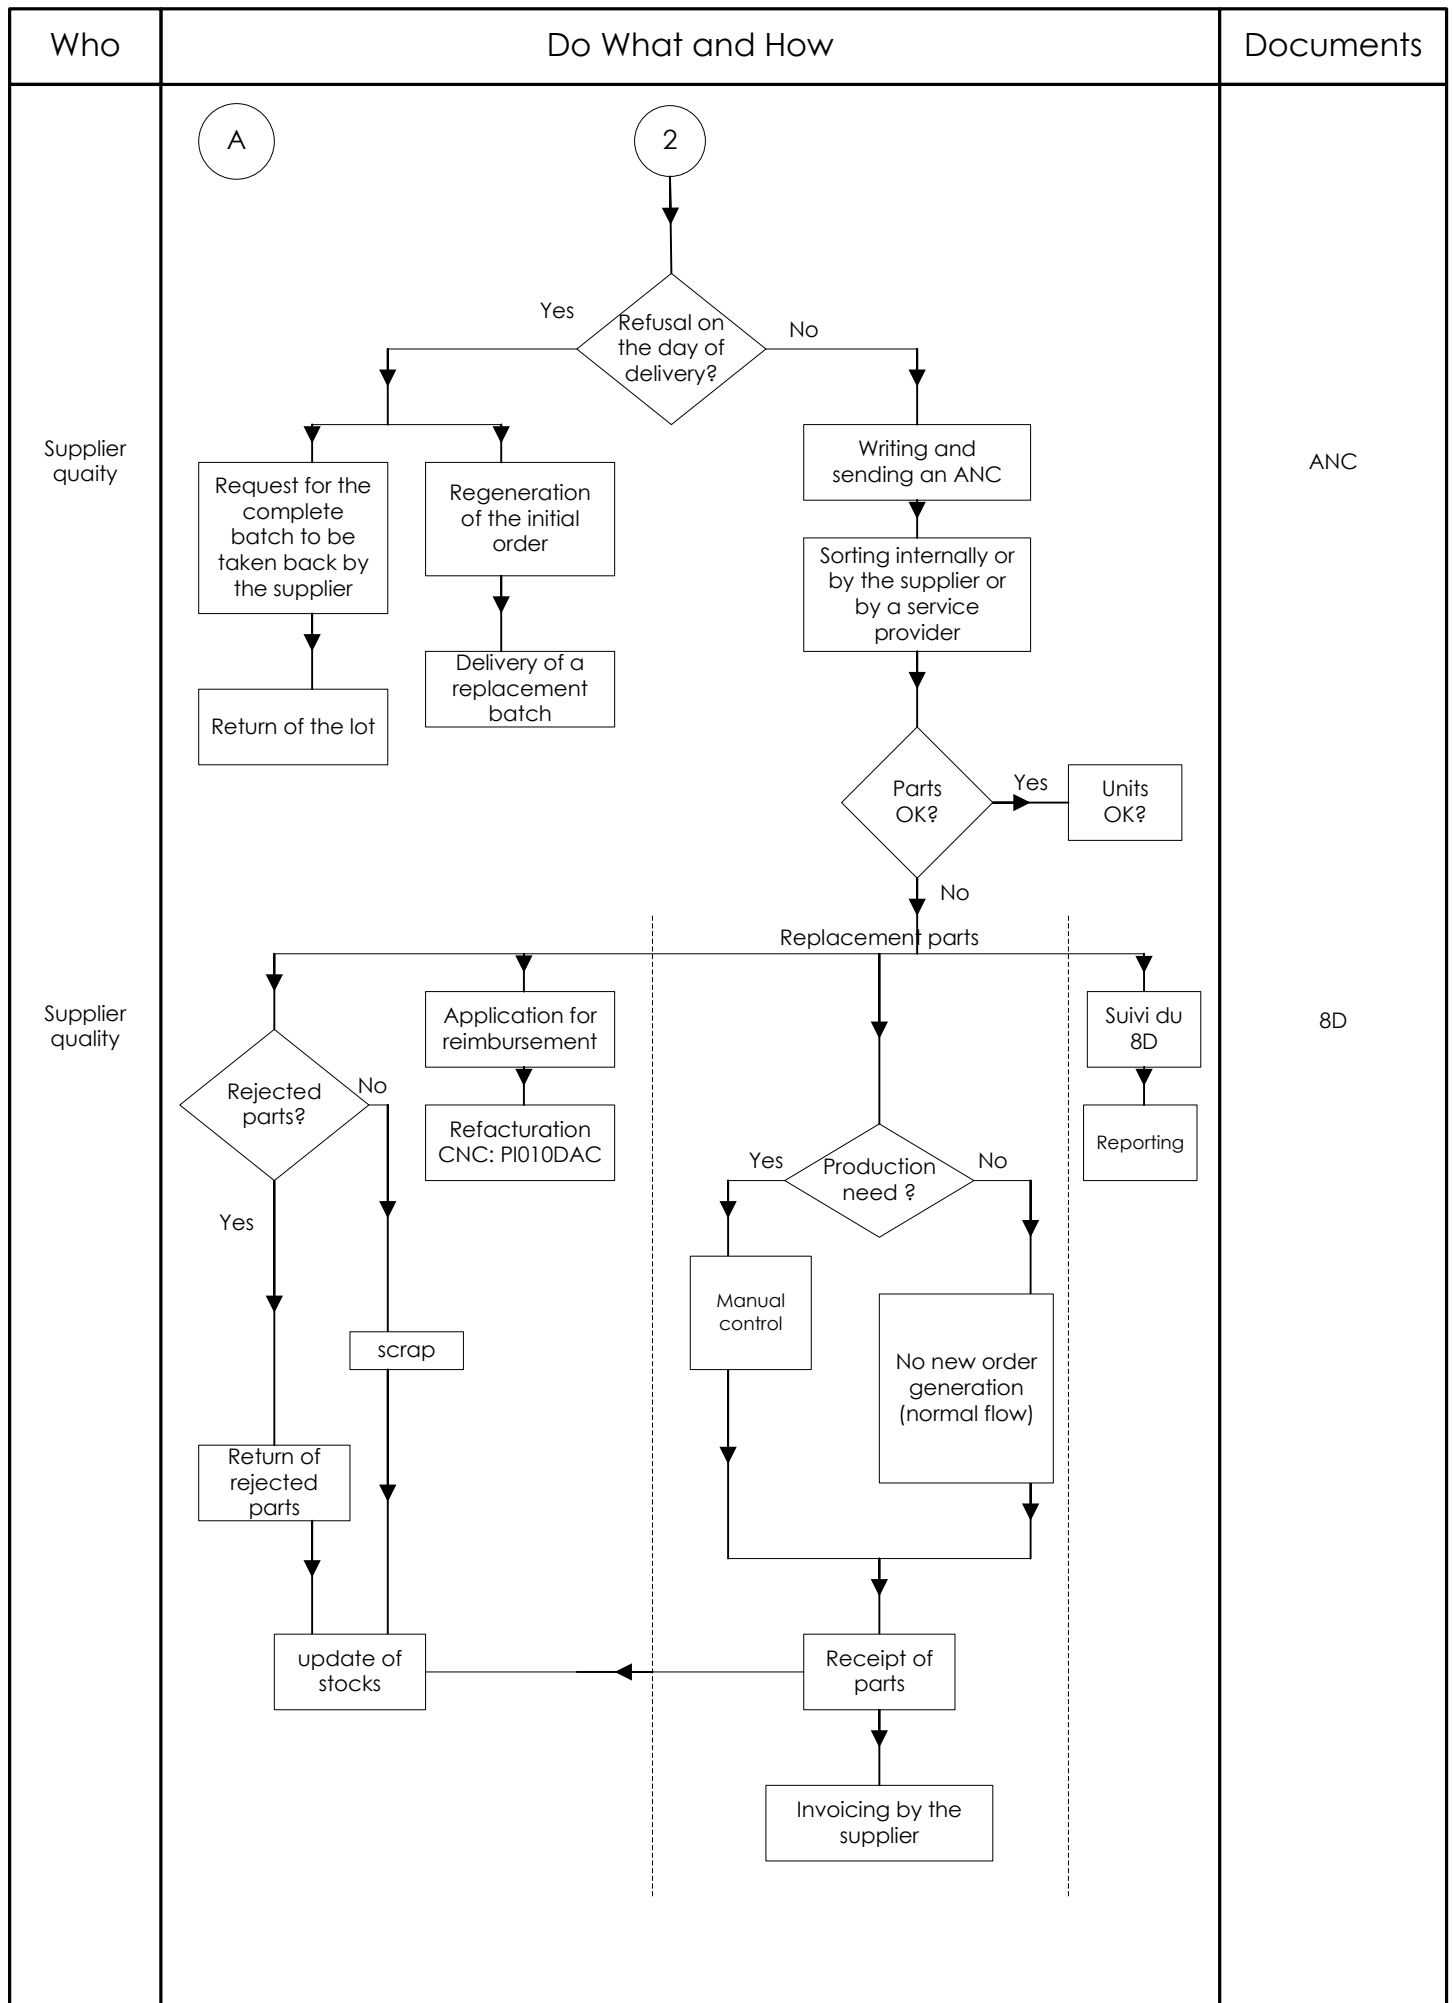 Who
Do What and How
Documents
A
2
Yes
Refusal on
the day of
delivery?
No
Supplier
quaity
Request for the
complete
batch to be
taken back by
the supplier
Regeneration
of the initial
order
Writing and
sending an ANC
ANC
Sorting internally or
by the supplier or
by a service
provider
Delivery of a
replacement
batch
Return of the lot
Parts
OK?
Yes
Units
OK?
No
Replacement parts
Supplier
quality
Application for
reimbursement
Suivi du
8D
8D
Rejected
parts?
No
Refacturation
CNC: PI010DAC
Reporting
Yes
Production
need ?
No
Yes
Manual
control
scrap
No new order
generation
(normal flow)
Return of
rejected
parts
update of
stocks
Receipt of
parts
Invoicing by the
supplier